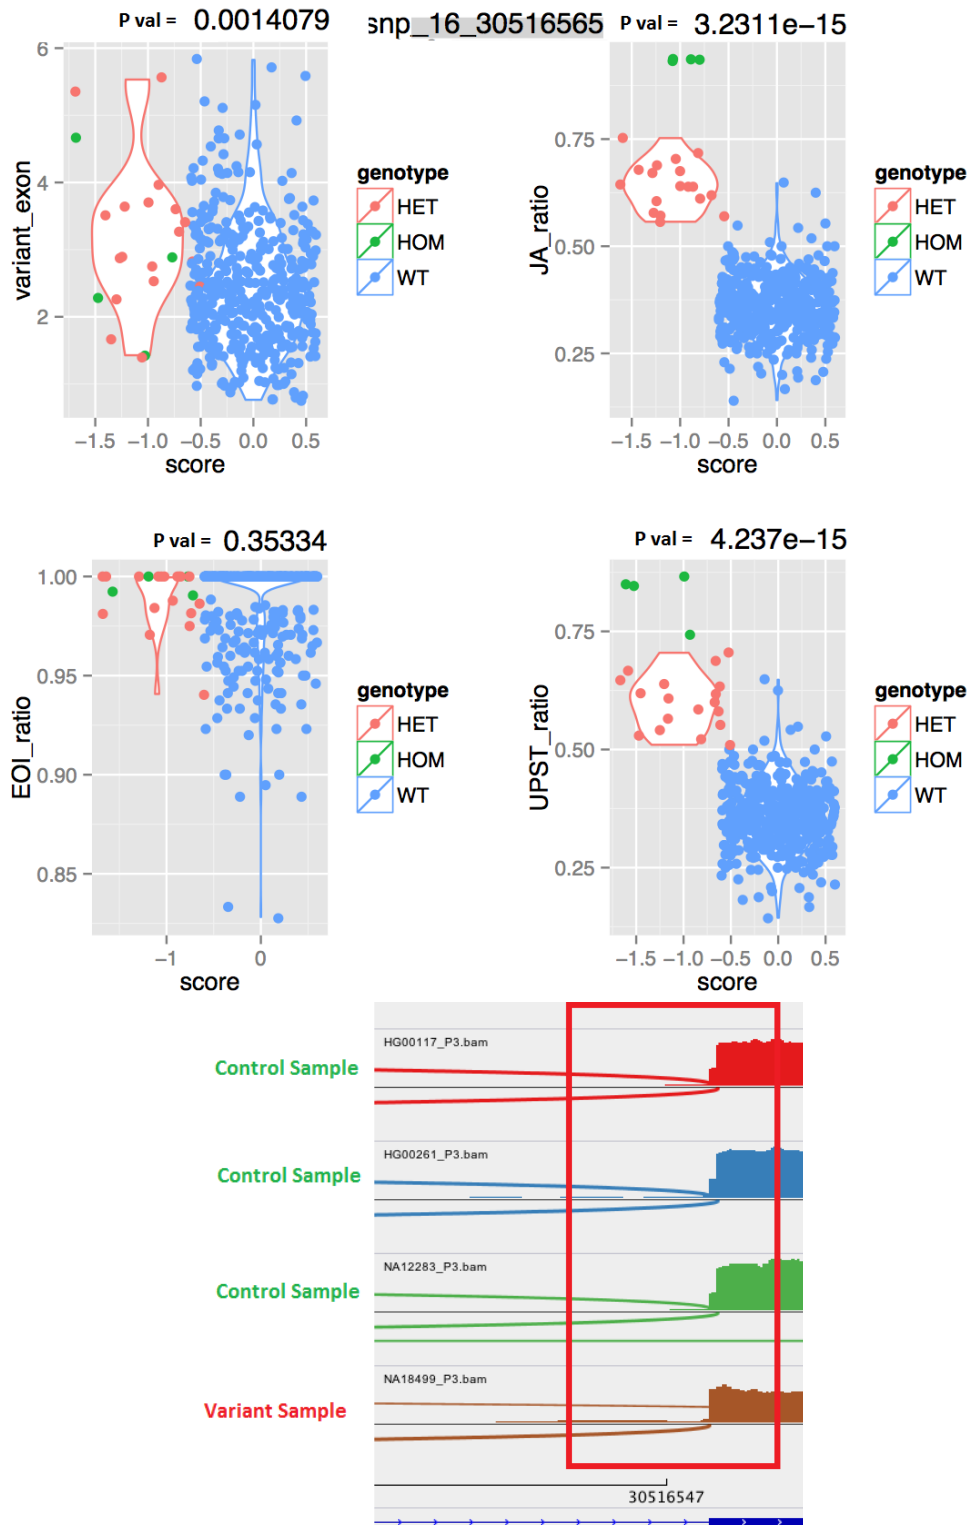 P val = 0.0014079
snp_16_30516565
P val = 3.2311e−15
variant_exon
6
4
2
−1.5 −1.0 −0.5 0.0 0.5
score
genotype
HET
HOM
WT
JA_ratio
0.75
0.50
0.25
−1.5 −1.0 −0.5 0.0 0.5
score
genotype
HET
HOM
WT
P val = 0.35334
EOI_ratio
1.00
0.95
0.90
0.85
−1 0
score
genotype
HET
HOM
WT
P val = 4.237e−15
UPST_ratio
0.75
0.50
0.25
−1.5 −1.0 −0.5 0.0 0.5
score
genotype
HET
HOM
WT
HG00117_P3.bam
Control Sample
HG00261_P3.bam
Control Sample
NA12283_P3.bam
Control Sample
NA18499_P3.bam
Variant Sample
30516547